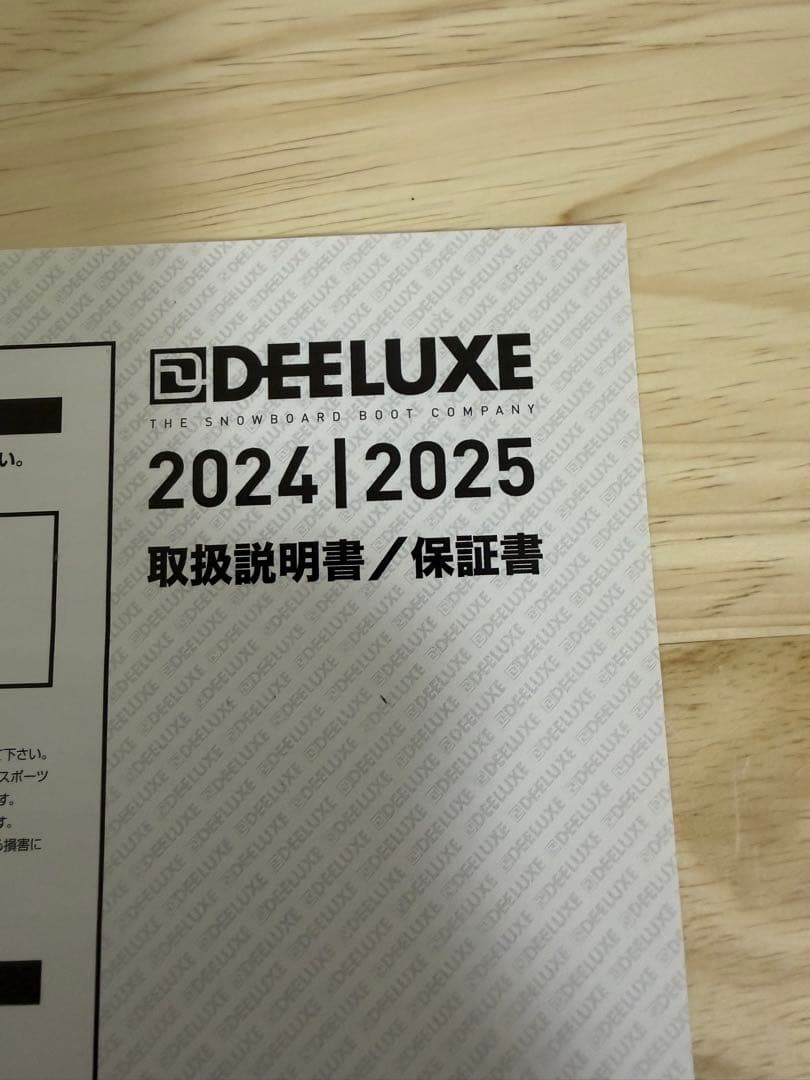 DEELUXE
THE SNOWBOARD BOOT COMPANY
2024|2025
取扱説明書/保証書
い。
下さい。
スポーツ
す。
す。
損害に